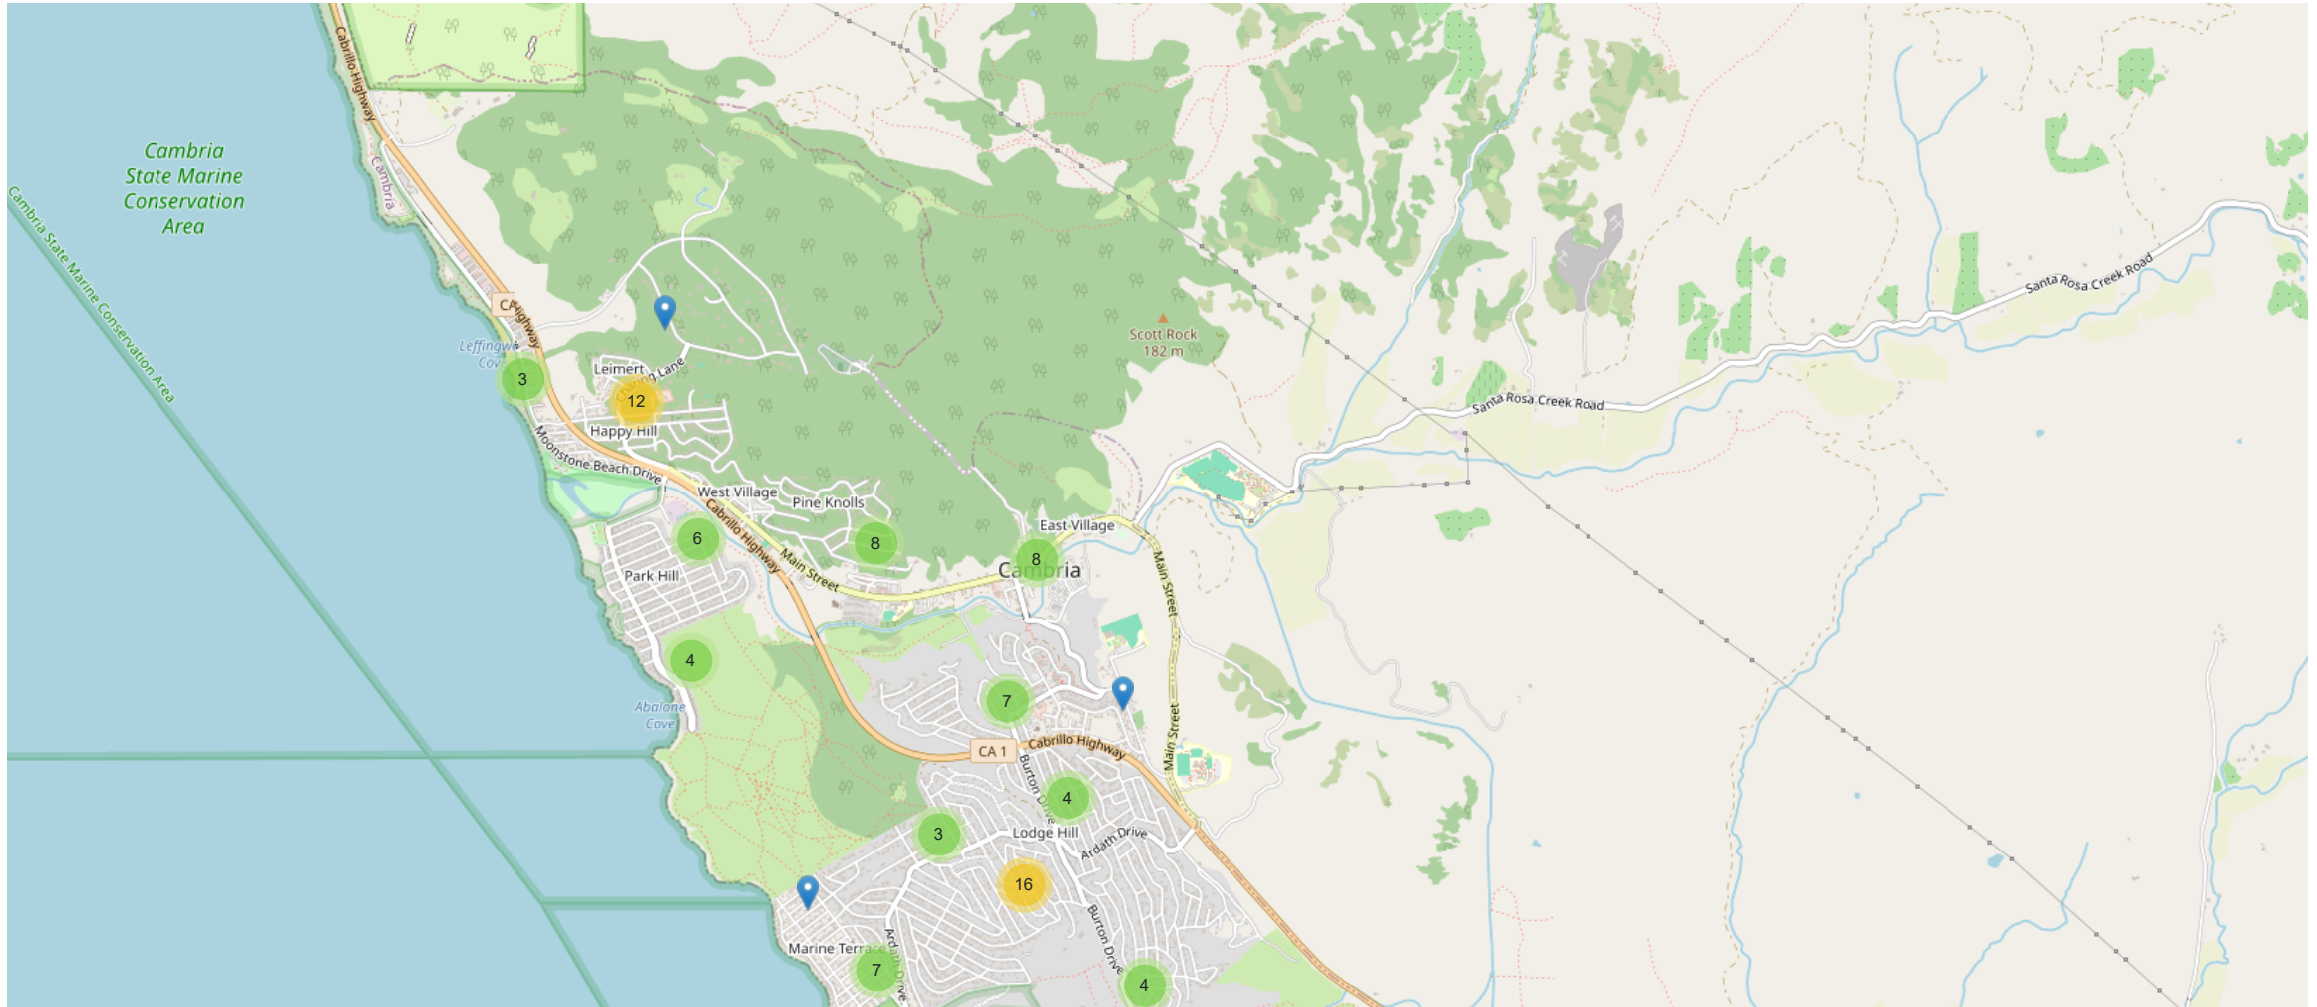 Cabrillo Highway
Cambria
State Marine
Conservation
Area
Cambria
Cambria State Marine Conservation Area
Santa Rosa Creek Road
Highway
Scott Rock
182 m
Leimert
3
12
Santa Rosa Creek Road
Happy Hill
Moonstone Beach Drive
West Village
Pine Knolls
Cabrillo Highway
East Village
6
8
8
Main Street
Cambria
Main Street
Park Hill
4
7
Abalone
Cove
Main Street
CA 1
Cabrillo Highway
Burton Drive
4
3
Lodge Hill
Ardath Drive
16
Marine Terrace
Ardath Drive
Burton Drive
7
4